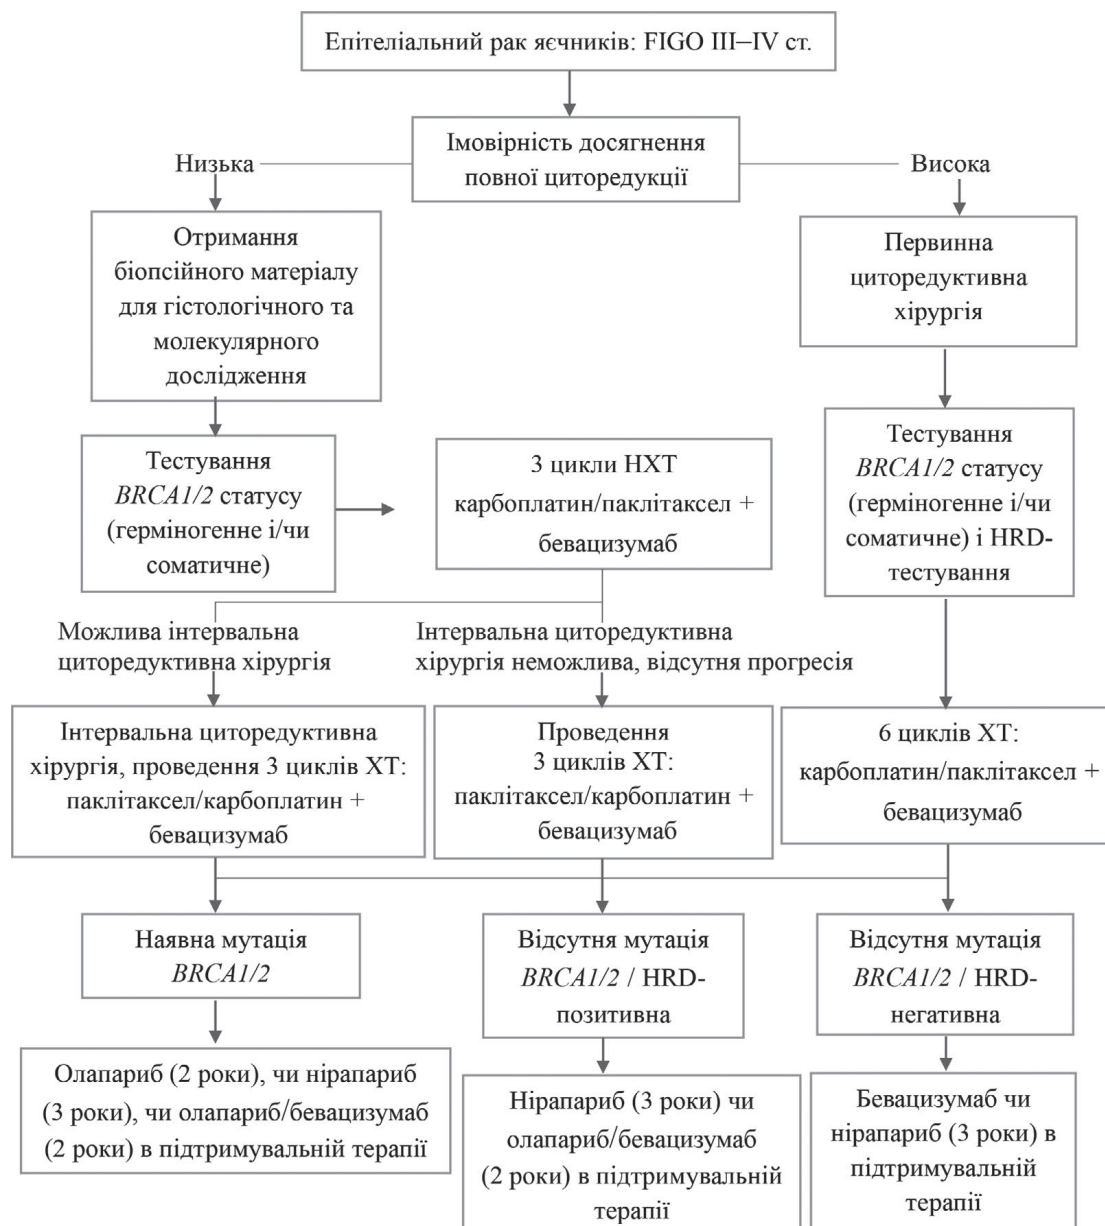 Епітеліальний рак яєчників: FIGO III–IV ст.
Імовірність досягнення
повної циторедукції
Низька
Висока
Отримання
біопсійного матеріалу
для гістологічного та
молекулярного
дослідження
Первинна
циторедуктивна
хірургія
Тестування
BRCA1/2 статусу
(герміногенне і/чи
соматичне)
3 цикли НХТ
карбоплатин/паклітаксел +
бевацизумаб
Тестування
BRCA1/2 статусу
(герміногенне і/чи
соматичне) і HRD-
тестування
Можлива інтервальна
циторедуктивна хірургія
Інтервальна циторедуктивна
хірургія неможлива, відсутня прогресія
Інтервальна циторедуктивна
хірургія, проведення 3 циклів ХТ:
паклітаксел/карбоплатин +
бевацизумаб
Проведення
3 циклів ХТ:
паклітаксел/карбоплатин +
бевацизумаб
6 циклів ХТ:
карбоплатин/паклітаксел +
бевацизумаб
Наявна мутація
BRCA1/2
Відсутня мутація
BRCA1/2 / HRD-
позитивна
Відсутня мутація
BRCA1/2 / HRD-
негативна
Олапариб (2 роки), чи нірапариб
(3 роки), чи олапариб/бевацизумаб
(2 роки) в підтримувальній терапії
Нірапариб (3 роки) чи
олапариб/бевацизумаб
(2 роки) в підтримувальній
терапії
Бевацизумаб чи
нірапариб (3 роки) в
підтримувальній
терапії